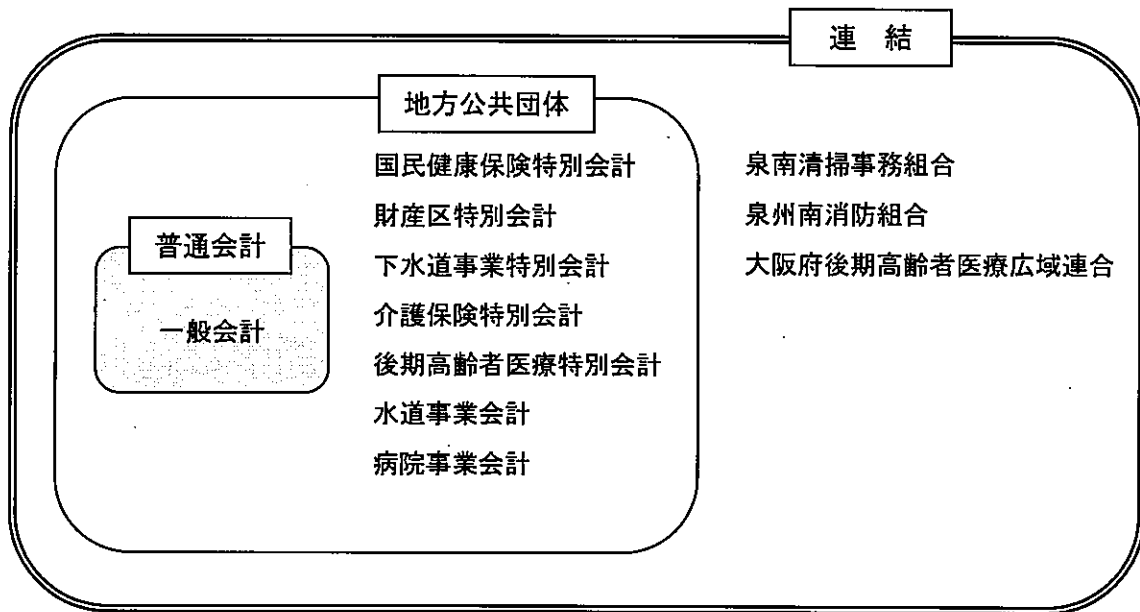 連 結
地方公共団体
国民健康保険特別会計
財産区特別会計
下水道事業特別会計
介護保険特別会計
後期高齢者医療特別会計
水道事業会計
病院事業会計
普通会計
一般会計
泉南清掃事務組合
泉州南消防組合
大阪府後期高齢者医療広域連合